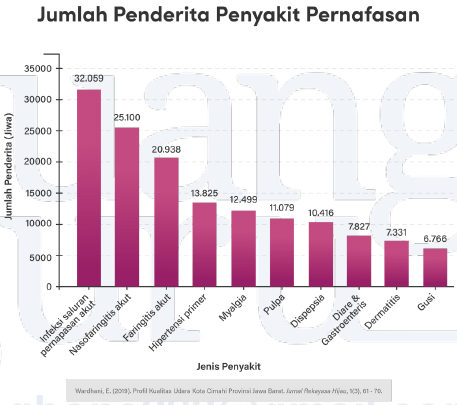 Jumlah Penderita Penyakit Pernafasan
Jumlah Penderita (Jiwa)
35000
30000
25000
20000
15000
10000
5000
0
32.059
25.100
20.938
13.825
12.499
11.079
10.416
7.827
7.331
6.766
Infeksi saluran
pernapasan akut
Nasofaringitis akut
Faringitis akut
Hipertensi primer
Myalgia
Pulpa
Dispepsia
Diare &
Gastroenteris
Dermatitis
Gusi
Jenis Penyakit
Wardhani, E. (2019). Profil Kualitas Udara Kota Cimahi Provinsi Jawa Barat. Jurnal Rekayasa Hijau, 1(3), 61 - 70.